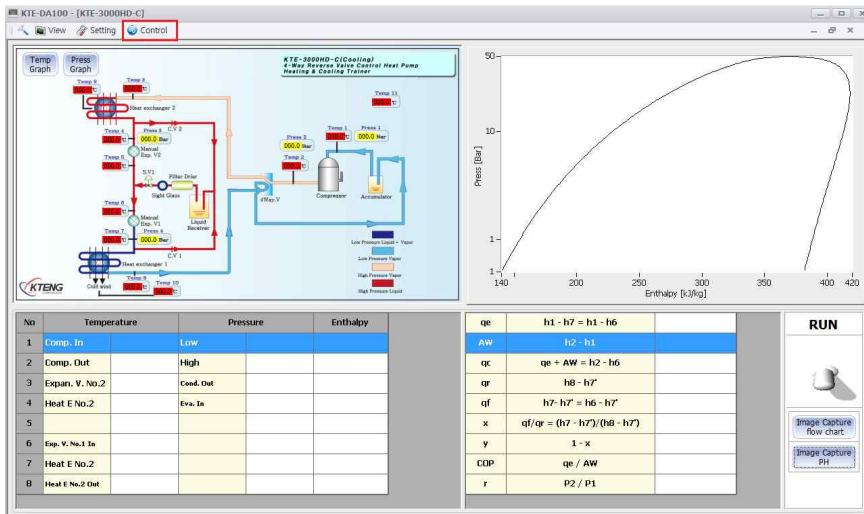 KTE-DA100 - [KTE-3000HD-C]
View
Setting
Control
Temp
Graph
Press
Graph
KTE-3000HD-C(Cooling)
4-Way Reverse Valve Control Heat Pump
Heating & Cooling Trainer
Temp 9
Temp 3
Heat exchanger 2
Temp 11
C.V 2
Temp 4
Press 3
000.0 Bar
Manual
Exp. V2
Temp 5
S.V1
Filter Drier
Sight Glass
Liquid
Receiver
Temp 6
Manual
Exp. V1
Temp 7
Press 4
000.0 Bar
C.V 1
Heat exchanger 1
Cold wind
Temp 8
Temp 10
Press 2
000.0 Bar
Temp 2
Temp 1
Press 1
000.0 Bar
4Way.V
Compressor
Accumulator
Low Pressure Liquid + Vapor
Low Pressure Vapor
High Pressure Vapor
High Pressure Liquid
KTENG
Press [Bar]
50
10
1
1
140
200
250
300
350
400
420
Enthalpy [kJ/kg]
No
Temperature
Pressure
Enthalpy
1 Comp. In Low
2 Comp. Out High
3 Expan. V. No.2 Cond. Out
4 Heat E No.2 Eva. In
5
6 Exp. V. No.1 In
7 Heat E No.2
8 Heat E No.2 Out
qe h1 - h7 = h1 - h6
AW h2 - h1
qc qe + AW = h2 - h6
qr h8 - h7'
qf h7- h7' = h6 - h7'
x qf/qr = (h7 - h7')/(h8 - h7')
y 1 - x
COP qe / AW
r P2 / P1
RUN
Image Capture
flow chart
Image Capture
PH